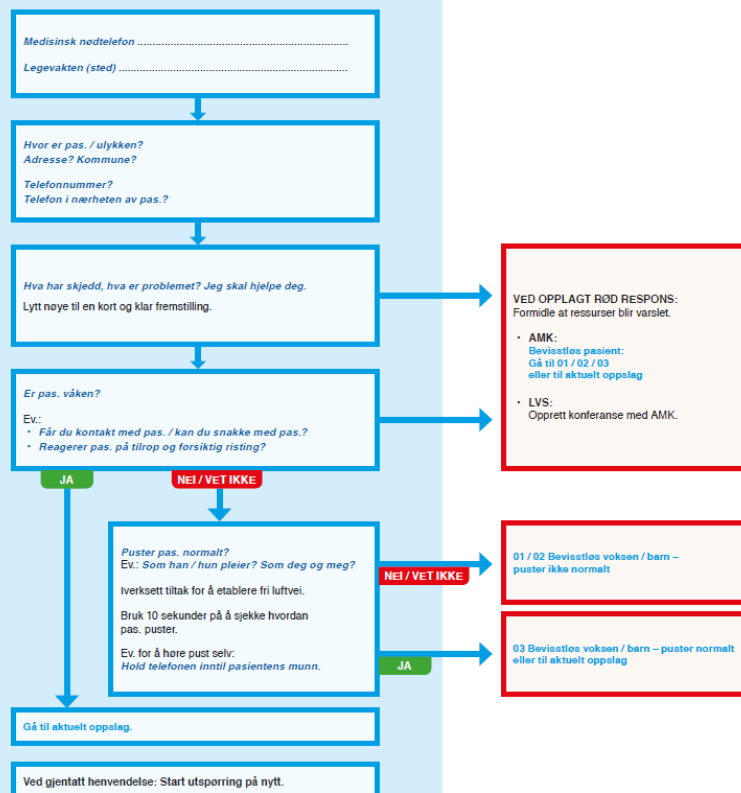 Medisinsk nødtelefon ......................................................................
Legevakten (sted) ............................................................................
Hvor er pas. / ulykken?
Adresse? Kommune?
Telefonnummer?
Telefon i nærheten av pas.?
Hva har skjedd, hva er problemet? Jeg skal hjelpe deg.
Lytt nøye til en kort og klar fremstilling.
VED OPPLAGT RØD RESPONS:
Formidle at ressurser blir varslet.
• AMK:
Bevisstløs pasient:
Gå til 01 / 02 / 03
eller til aktuelt oppslag
• LVS:
Opprett konferanse med AMK.
Er pas. våken?
Ev.:
• Får du kontakt med pas. / kan du snakke med pas.?
• Reagerer pas. på tilrop og forsiktig risting?
JA
NEI / VET IKKE
Puster pas. normalt?
Ev.: Som han / hun pleier? Som deg og meg?
Iverksett tiltak for å etablere fri luftvei.
Bruk 10 sekunder på å sjekke hvordan
pas. puster.
Ev. for å høre pust selv:
Hold telefonen inntil pasientens munn.
NEI / VET IKKE
01 / 02 Bevisstløs voksen / barn –
puster ikke normalt
JA
03 Bevisstløs voksen / barn – puster normalt
eller til aktuelt oppslag
Gå til aktuelt oppslag.
Ved gjentatt henvendelse: Start utspørring på nytt.